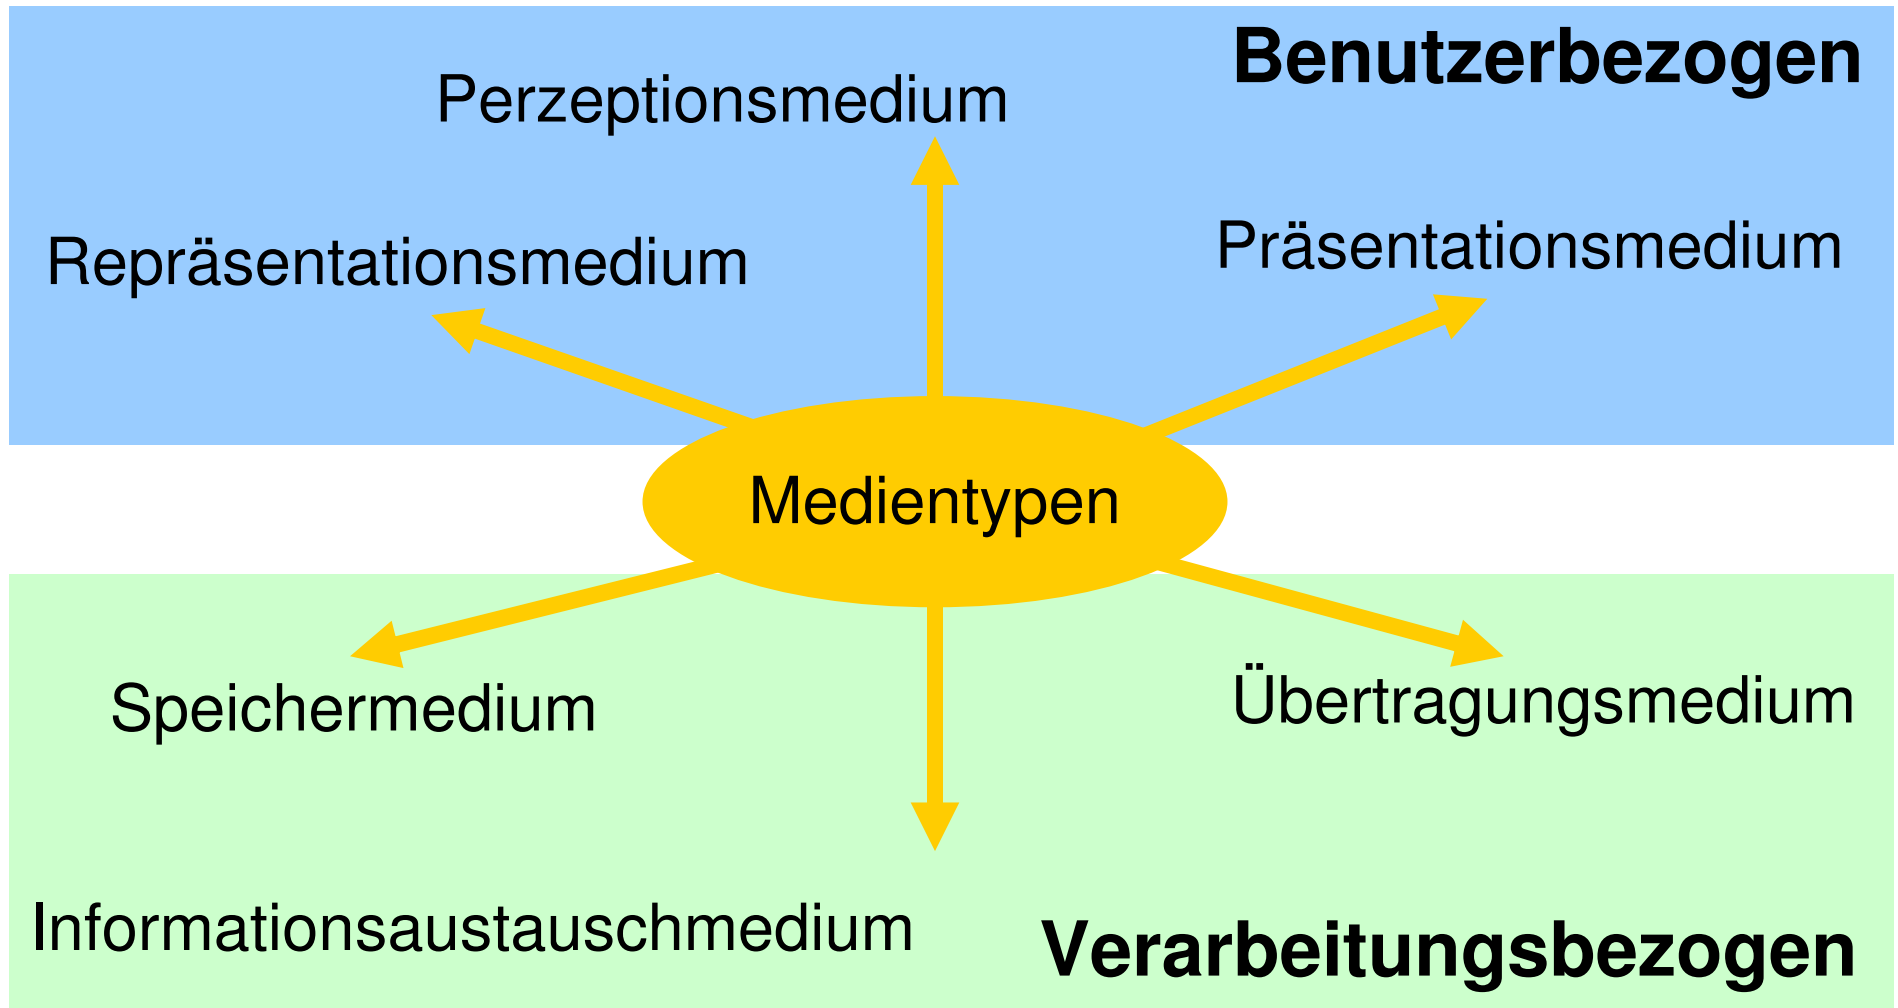 Benutzerbezogen
Perzeptionsmedium
Repräsentationsmedium
Präsentationsmedium
Medientypen
Speichermedium
Übertragungsmedium
Informationsaustauschmedium
Verarbeitungsbezogen